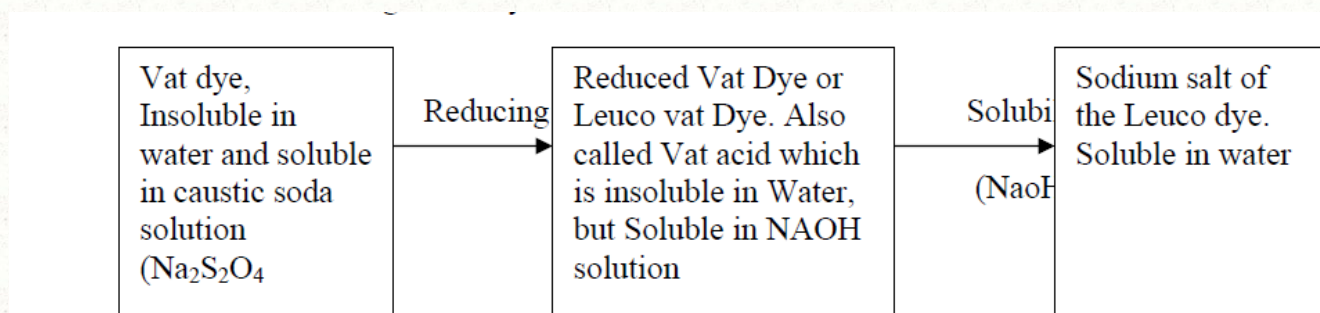 Vat dye,
Insoluble in
water and soluble
in caustic soda
solution
(Na₂S₂O₄
Reducing
Reduced Vat Dye or
Leuco vat Dye. Also
called Vat acid which
is insoluble in Water,
but Soluble in NAOH
solution
Solubi
(NaoH
Sodium salt of
the Leuco dye.
Soluble in water